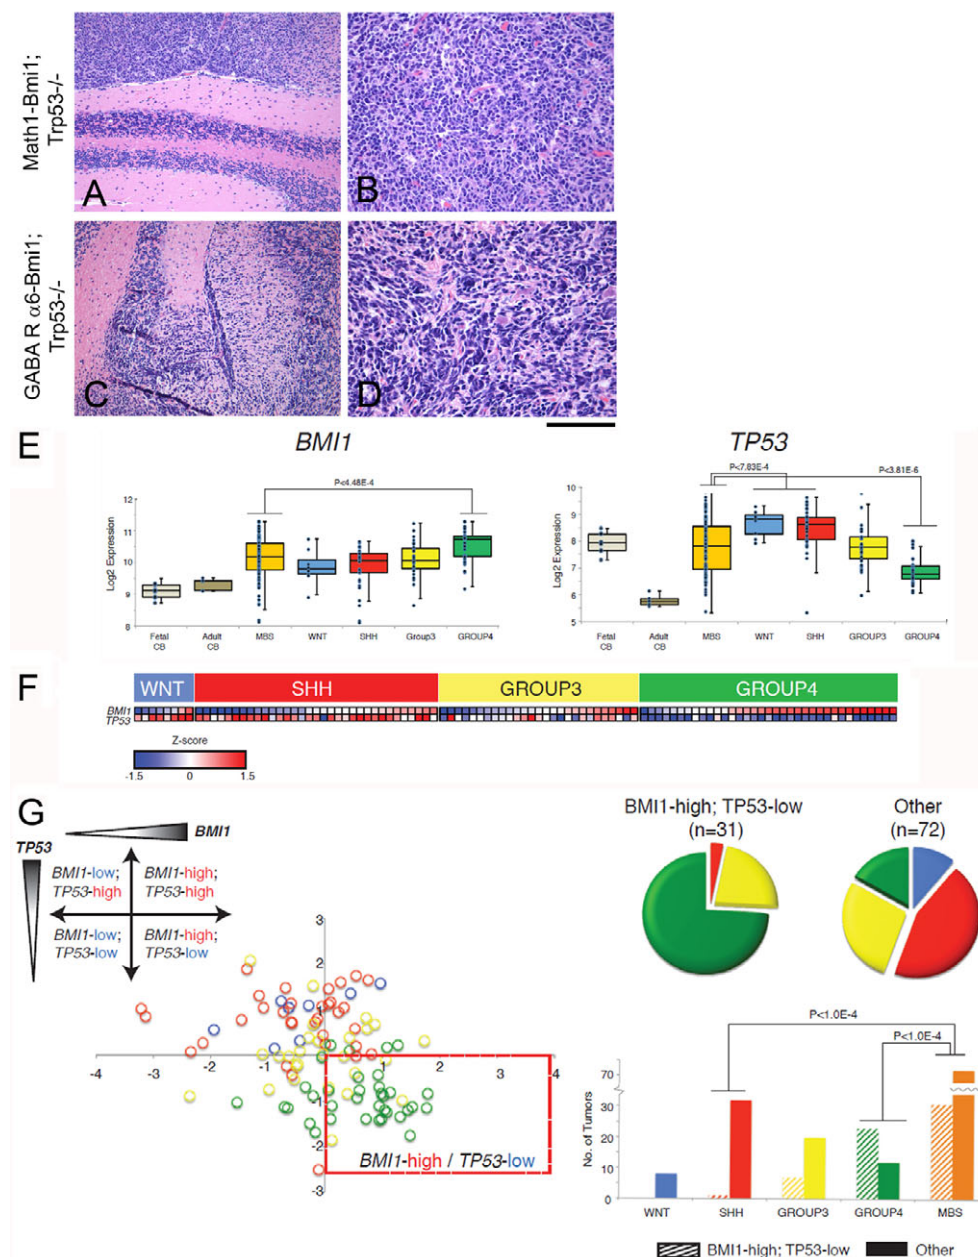 Math1-Bmi1;
Trp53-/-
A
B
GABA R α6-Bmi1;
Trp53-/-
C
D
E
BMI1
TP53
P<4.48E-4
P<7.83E-4
P<3.81E-6
Log2 Expression
12
11
10
9
8
Fetal CB
Adult CB
MBS
WNT
SHH
Group3
GROUP4
Log2 Expression
10
9
8
7
6
5
Fetal CB
Adult CB
MBS
WNT
SHH
GROUP3
GROUP4
F
WNT
SHH
GROUP3
GROUP4
BMI1
TP53
Z-score
-1.5
0
1.5
G
BMI1
TP53
BMI1-low;
TP53-high
BMI1-high;
TP53-high
BMI1-low;
TP53-low
BMI1-high;
TP53-low
3
2
1
-4
-3
-2
-1
0
1
2
3
4
-1
-2
-3
BMI1-high / TP53-low
BMI1-high; TP53-low
(n=31)
Other
(n=72)
P<1.0E-4
P<1.0E-4
No. of Tumors
70
30
20
10
0
WNT
SHH
GROUP3
GROUP4
MBS
BMI1-high; TP53-low
Other